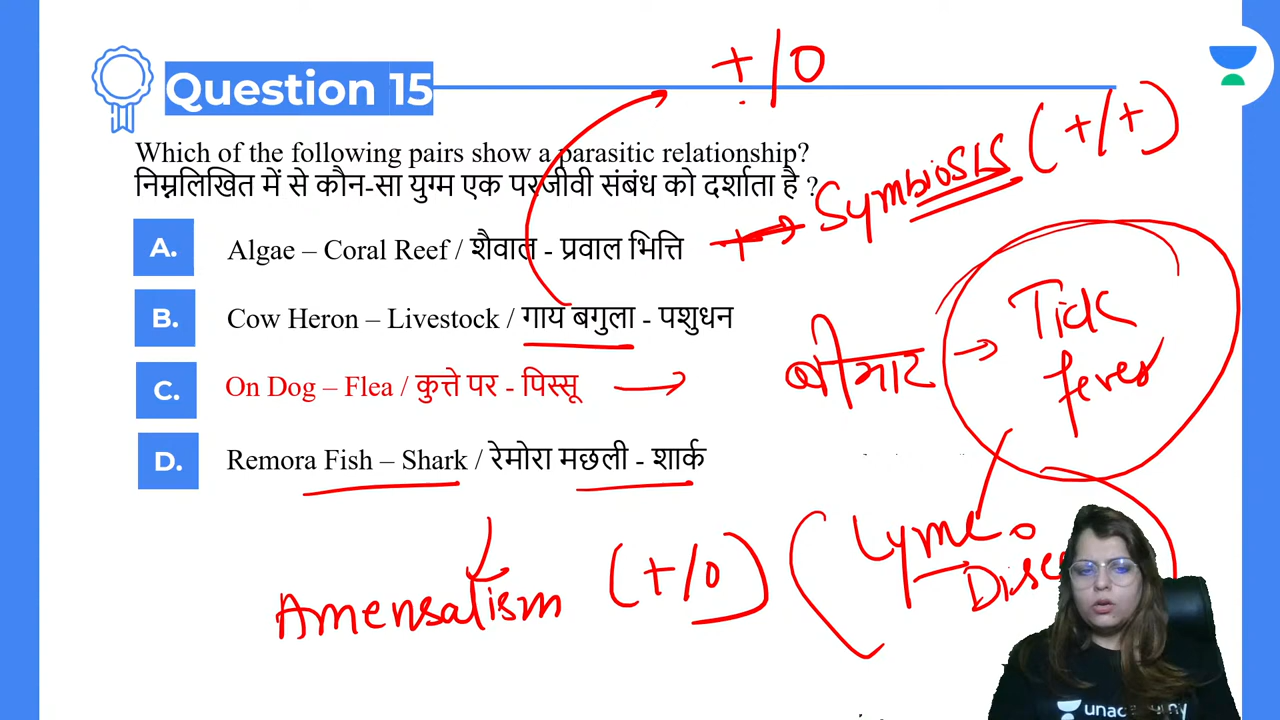 Question 15
+/0
Which of the following pairs show a parasitic relationship?
निम्नलिखित में से कौन-सा युग्म एक परजीवी संबंध को दर्शाता है ?
Symbiosis (+/+)
A. Algae – Coral Reef / शैवाल - प्रवाल भित्ति
B. Cow Heron – Livestock / गाय बगुला - पशुधन
C. On Dog – Flea / कुत्ते पर - पिस्सू
बीमार → Tick fever
D. Remora Fish – Shark / रेमोरा मछली - शार्क
Amensalism (+/0)
Lyme
unacademy